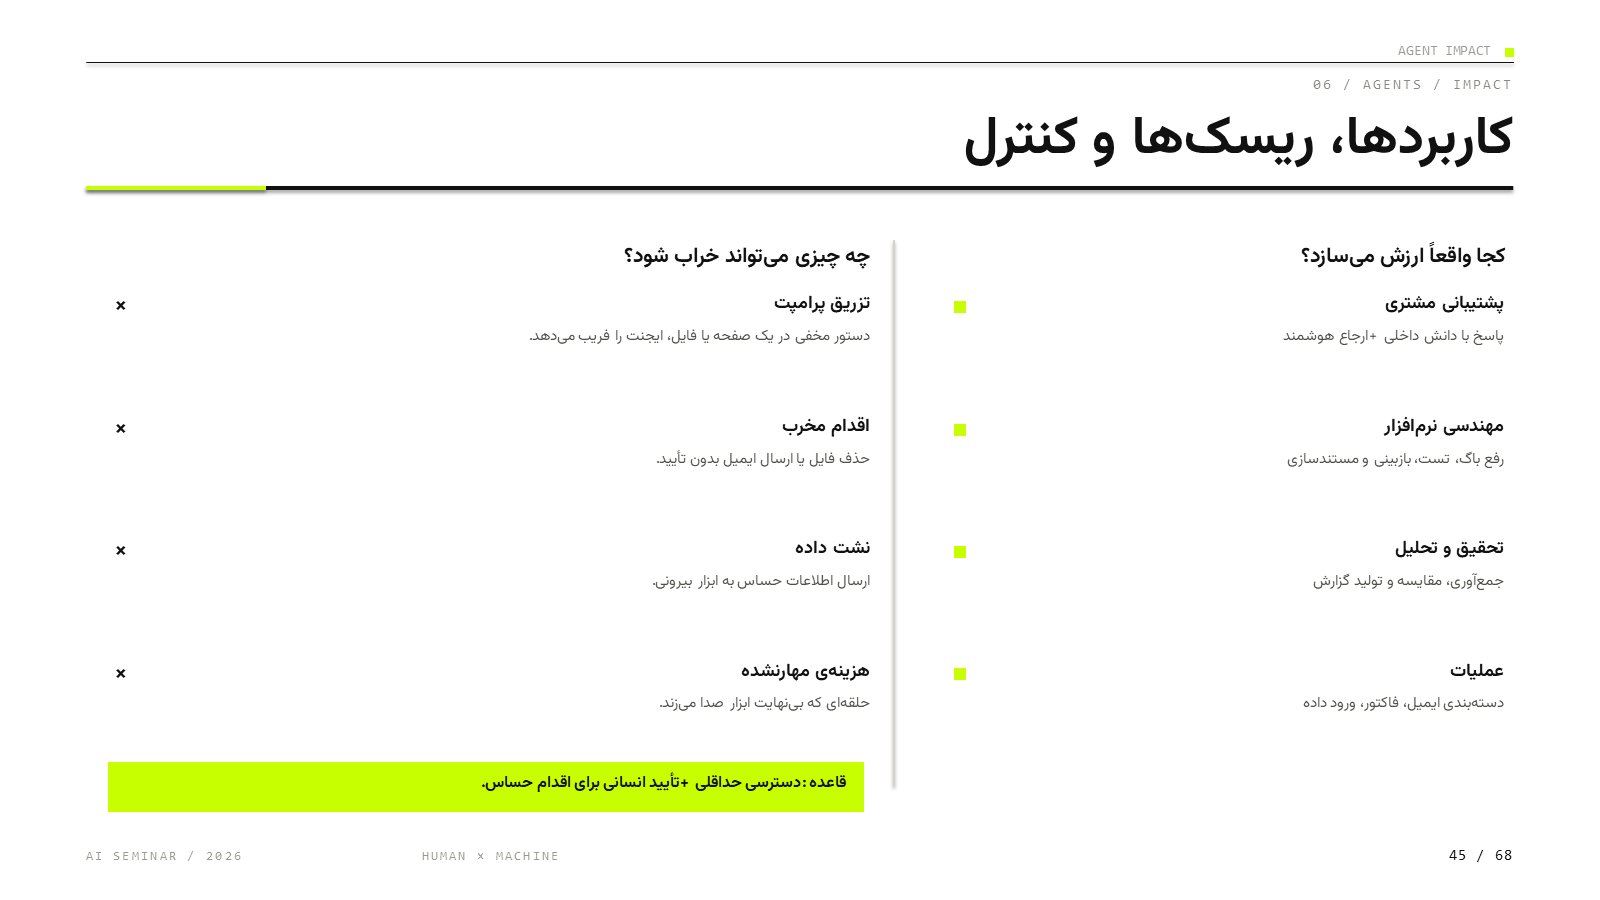 AGENT IMPACT
06 / AGENTS / IMPACT
کاربردها، ریسک‌ها و کنترل
کجا واقعاً ارزش می‌سازد؟
پشتیبانی مشتری
پاسخ با دانش داخلی + ارجاع هوشمند
مهندسی نرم‌افزار
رفع باگ، تست، بازبینی و مستندسازی
تحقیق و تحلیل
جمع‌آوری، مقایسه و تولید گزارش
عملیات
دسته‌بندی ایمیل، فاکتور، ورود داده
چه چیزی می‌تواند خراب شود؟
تزریق پرامپت ×
دستور مخفی در یک صفحه یا فایل، ایجنت را فریب می‌دهد.
اقدام مخرب ×
حذف فایل یا ارسال ایمیل بدون تأیید.
نشت داده ×
ارسال اطلاعات حساس به ابزار بیرونی.
هزینه‌ی مهارنشده ×
حلقه‌ای که بی‌نهایت ابزار صدا می‌زند.
قاعده: دسترسی حداقلی + تأیید انسانی برای اقدام حساس.
AI SEMINAR / 2026
HUMAN × MACHINE
45 / 68